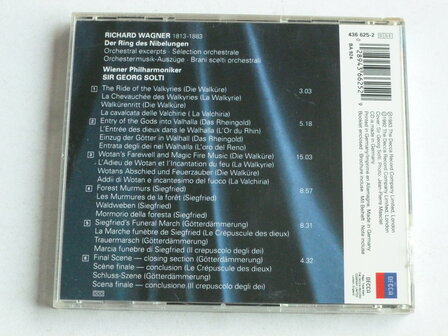 RICHARD WAGNER 1813-1883
Der Ring des Nibelungen
Orchestral excerpts · Sélection orchestrale
Orchestermusik-Auszüge · Brani scelti orchestrali
Wiener Philharmoniker
SIR GEORG SOLTI
1 The Ride of the Valkyries (Die Walküre) 3.03
La Chevauchée des Valkyries (La Walkyrie)
Walkürenritt (Die Walküre)
La cavalcata delle Valchirie (La Valchiria)
2 Entry of the Gods into Valhalla (Das Rheingold) 5.18
L'Entrée des dieux dans le Walhalla (L'Or du Rhin)
Einzug der Götter in Walhall (Das Rheingold)
Entrata degli dei nel Walhalla (L'oro del Reno)
3 Wotan's Farewell and Magic Fire Music (Die Walküre) 15.03
L'Adieu de Wotan et l'Incantation du feu (La Walkyrie)
Wotans Abschied und Feuerzauber (Die Walküre)
Addii di Wotan e incantesimo del fuoco (La Valchiria)
4 Forest Murmurs (Siegfried) 8.57
Les Murmures de la forêt (Siegfried)
Waldweben (Siegfried)
Mormorio della foresta (Siegfried)
5 Siegfried's Funeral March (Götterdämmerung) 8.31
La Marche funèbre de Siegfried (Le Crépuscule des dieux)
Trauermarsch (Götterdämmerung)
Marcia funebre di Siegfried (Il crepuscolo degli dei)
6 Final Scene — closing section (Götterdämmerung) 4.32
Scène finale — conclusion (Le Crépuscule des dieux)
Schluss-Szene (Götterdämmerung)
Scena finale — conclusione (Il crepuscolo degli dei)
436 625-2
BA 924
0 28943 66252 9
DECCA